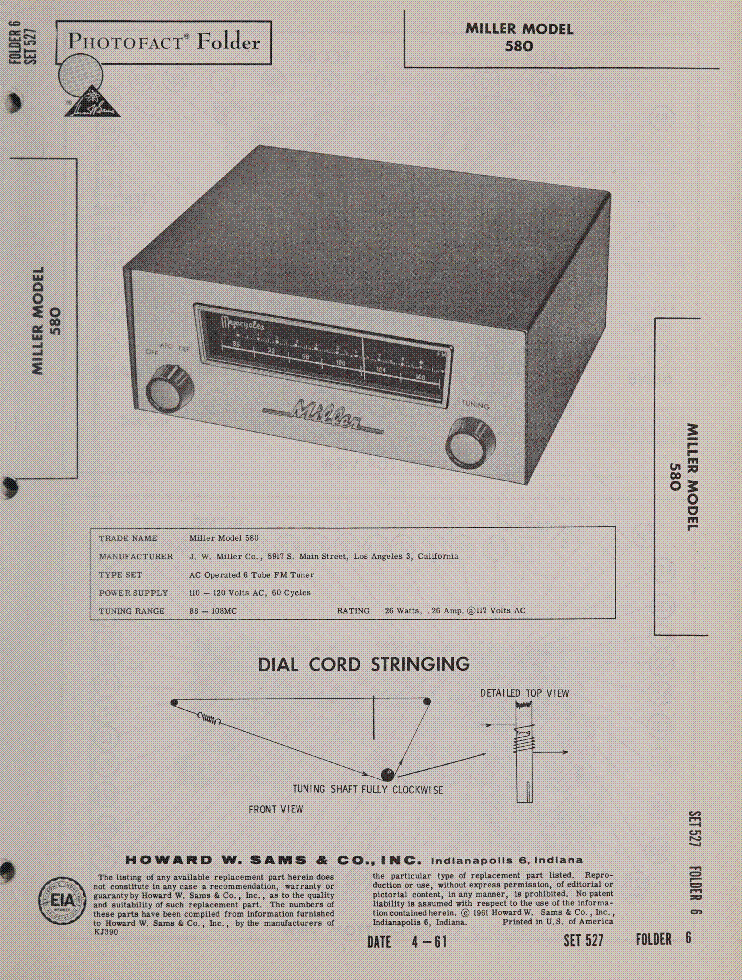 FOLDER 6
SET 527
PHOTOFACT® Folder
MILLER MODEL
580
MILLER MODEL
580
Megacycles
OFF AFC DEF
TUNING
Miller
MILLER MODEL
580
TRADE NAME Miller Model 580
MANUFACTURER J. W. Miller Co., 5917 S. Main Street, Los Angeles 3, California
TYPE SET AC Operated 6 Tube FM Tuner
POWER SUPPLY 110 - 120 Volts AC, 60 Cycles
TUNING RANGE 88 - 108MC RATING 26 Watts, .26 Amp. @ 117 Volts AC
DIAL CORD STRINGING
DETAILED TOP VIEW
TUNING SHAFT FULLY CLOCKWISE
FRONT VIEW
HOWARD W. SAMS & CO., INC. Indianapolis 6, Indiana
The listing of any available replacement part herein does
not constitute in any case a recommendation, warranty or
guaranty by Howard W. Sams & Co., Inc., as to the quality
and suitability of such replacement part. The numbers of
these parts have been compiled from information furnished
to Howard W. Sams & Co., Inc., by the manufacturers of
the particular type of replacement part listed. Repro-
duction or use, without express permission, of editorial or
pictorial content, in any manner, is prohibited. No patent
liability is assumed with respect to the use of the informa-
tion contained herein. © 1961 Howard W. Sams & Co., Inc.,
Indianapolis 6, Indiana. Printed in U.S. of America
KJ390
EIA
SET 527 FOLDER 6
DATE 4-61 SET 527 FOLDER 6